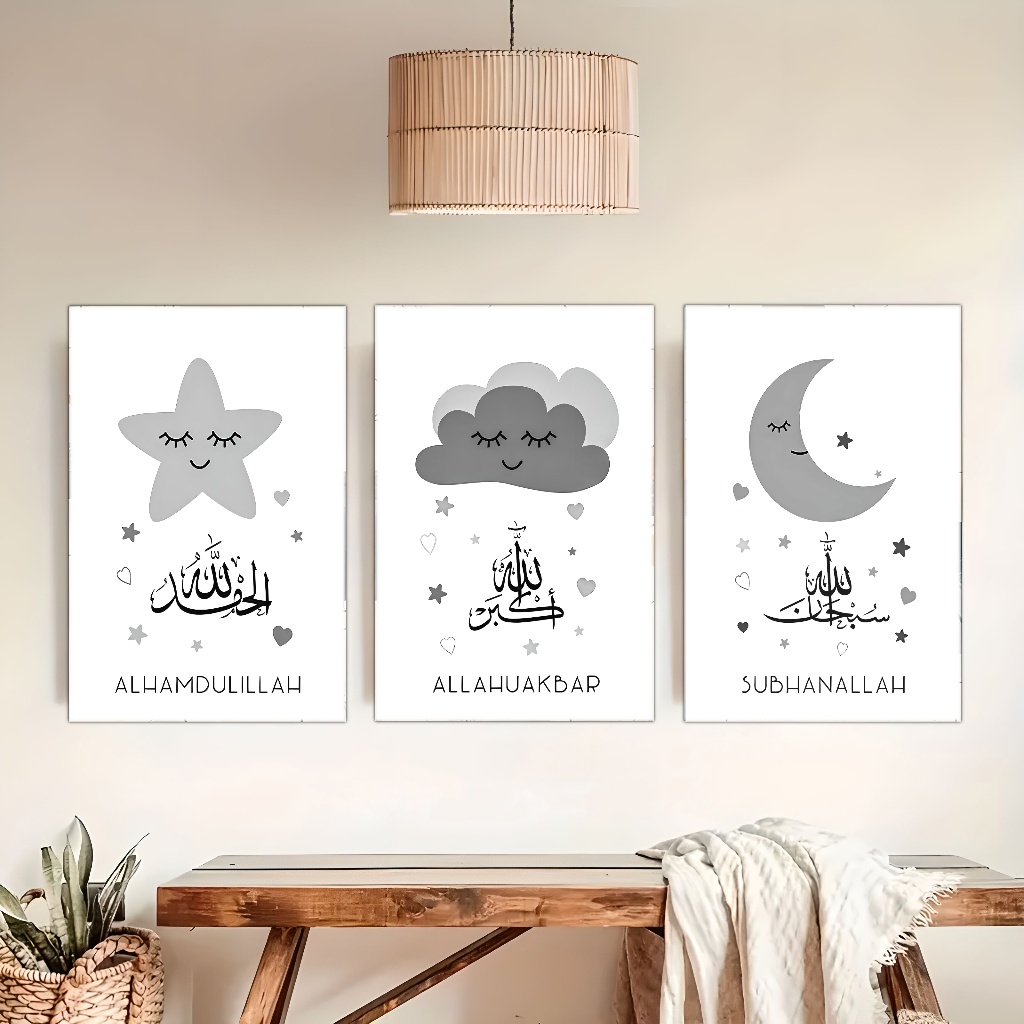 الحمد لله
ALHAMDULILLAH
الله أكبر
ALLAHUAKBAR
سبحان الله
SUBHANALLAH